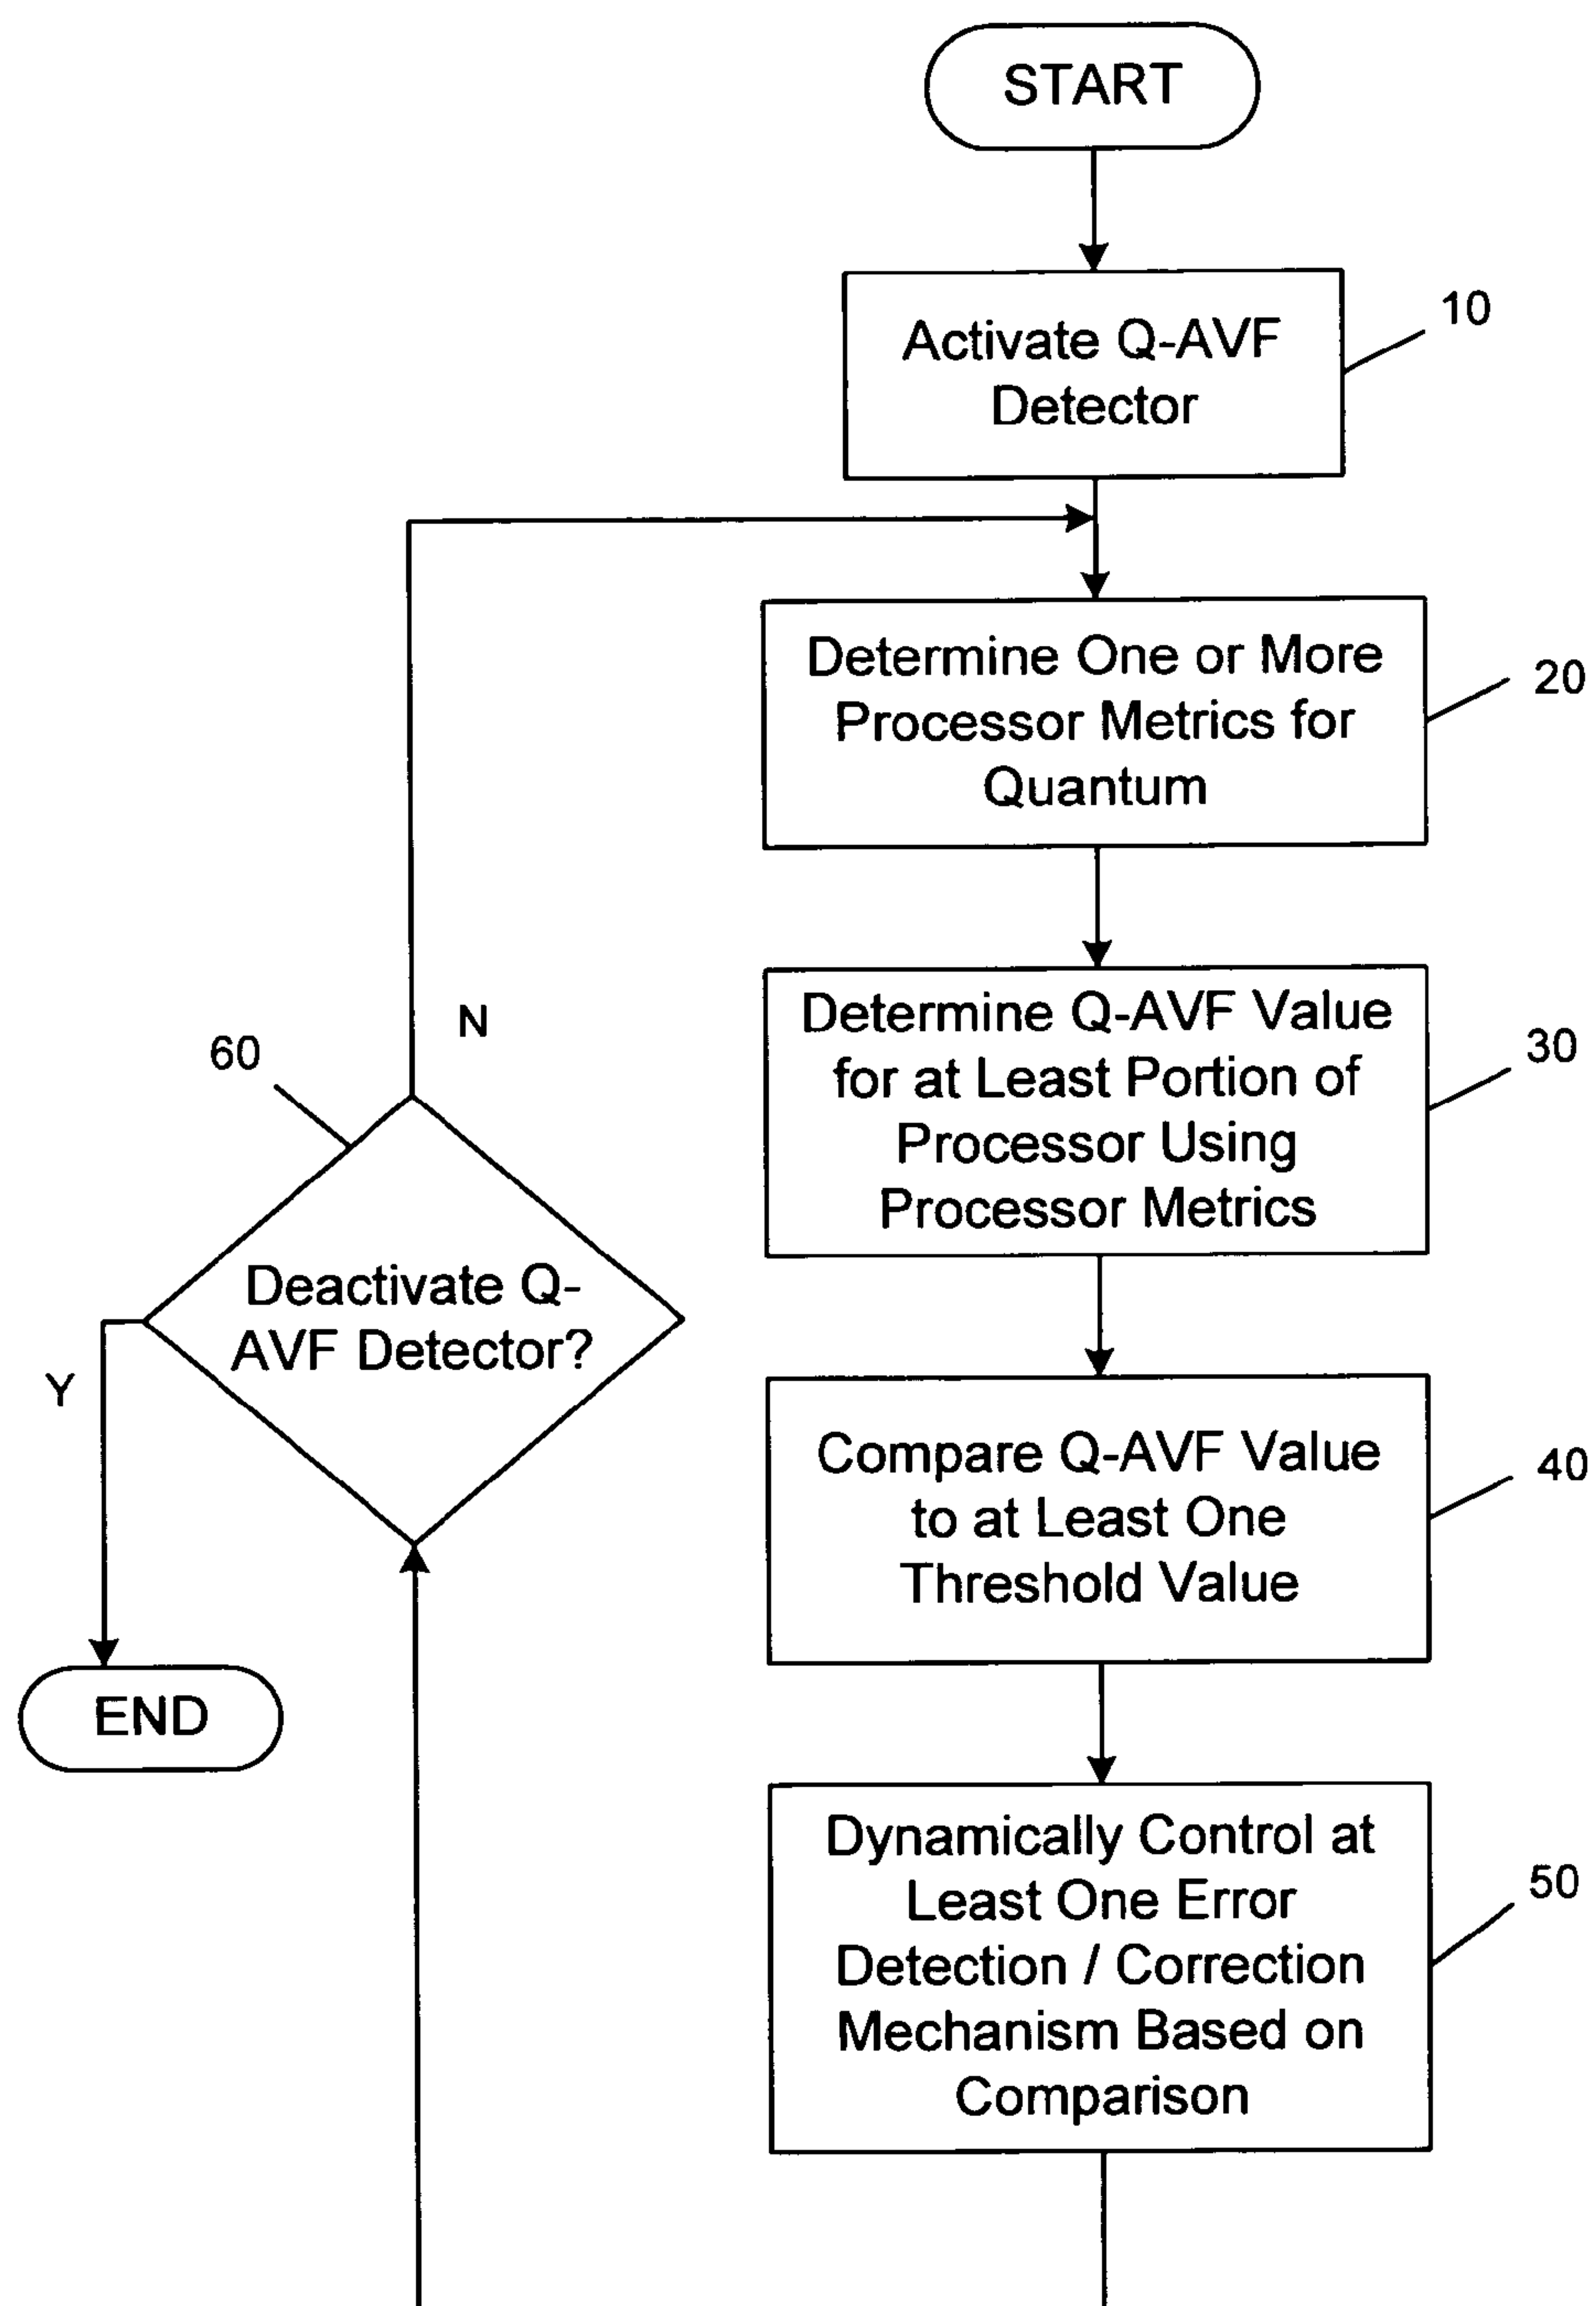 START
Activate Q-AVF
Detector
10
Determine One or More
Processor Metrics for
Quantum
20
Determine Q-AVF Value
for at Least Portion of
Processor Using
Processor Metrics
30
Compare Q-AVF Value
to at Least One
Threshold Value
40
Dynamically Control at
Least One Error
Detection / Correction
Mechanism Based on
Comparison
50
60
N
Deactivate Q-
AVF Detector?
Y
END